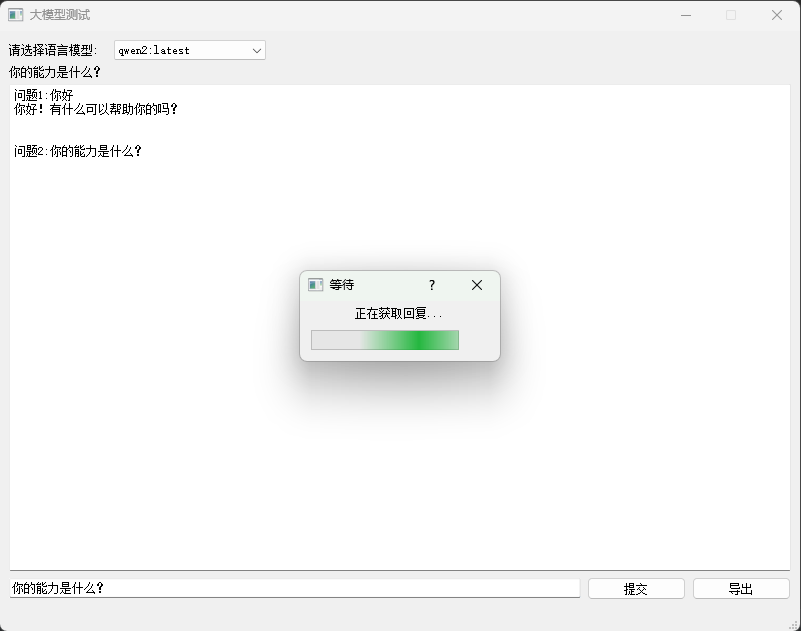 大模型测试
请选择语言模型: qwen2:latest
你的能力是什么?
问题1:你好
你好！有什么可以帮助你的吗?
问题2:你的能力是什么?
等待 ?
正在获取回复...
你的能力是什么? 提交 导出